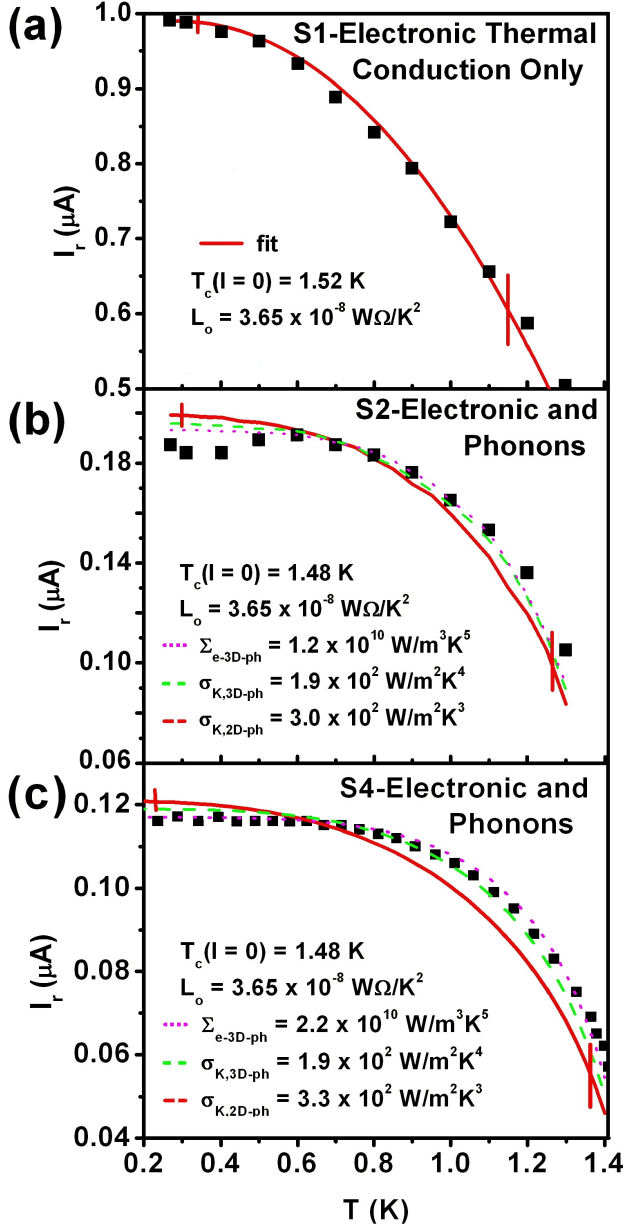 (a)
S1-Electronic Thermal
Conduction Only
1.0
0.9
0.8
0.7
0.6
0.5
I_r (μA)
fit
T_c(I = 0) = 1.52 K
L_o = 3.65 x 10^-8 WΩ/K^2
(b)
S2-Electronic and
Phonons
0.18
0.14
0.10
0.06
I_r (μA)
T_c(I = 0) = 1.48 K
L_o = 3.65 x 10^-8 WΩ/K^2
Σ_e-3D-ph = 1.2 x 10^10 W/m^3K^5
σ_K,3D-ph = 1.9 x 10^2 W/m^2K^4
σ_K,2D-ph = 3.0 x 10^2 W/m^2K^3
(c)
S4-Electronic and
Phonons
0.12
0.10
0.08
0.06
0.04
I_r (μA)
T_c(I = 0) = 1.48 K
L_o = 3.65 x 10^-8 WΩ/K^2
Σ_e-3D-ph = 2.2 x 10^10 W/m^3K^5
σ_K,3D-ph = 1.9 x 10^2 W/m^2K^4
σ_K,2D-ph = 3.3 x 10^2 W/m^2K^3
0.2 0.4 0.6 0.8 1.0 1.2 1.4
T (K)